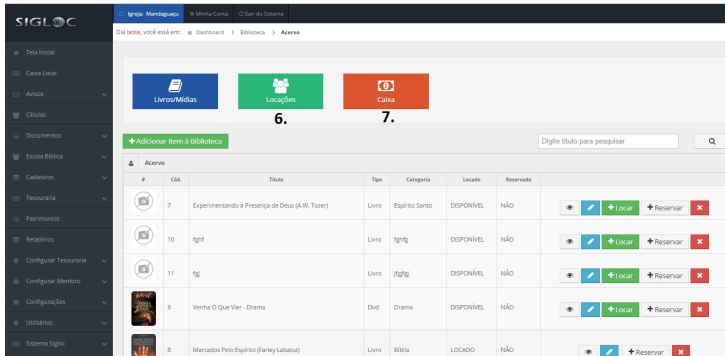 SIGLOC
Igreja: Mandaguaçu Minha Conta Sair do Sistema
Olá teste, você está em: Dashboard > Biblioteca > Acervo
Tela Inicial
Caixa Local
Avisos
Células
Documentos
Escola Bíblica
Cadastros
Tesouraria
Patrimonios
Relatórios
Configurar Tesouraria
Configurar Membro
Configurações
Utilitários
Sistema Sigloc
Livros/Mídias Locações Caixa
6. 7.
+ Adicionar Item à Biblioteca Digite titulo para pesquisar
Acervo
# Cód. Título Tipo Categoria Locado Reservado
7 Experimentando a Presença de Deus (A.W. Tozer) Livro Espírito Santo DISPONÍVEL NÃO + Locar + Reservar
10 fghf Livro fghfg DISPONÍVEL NÃO + Locar + Reservar
11 fgj Livro jfgfgj DISPONÍVEL NÃO + Locar + Reservar
9 Venha O Que Vier - Drama Dvd Drama DISPONÍVEL NÃO + Locar + Reservar
8 Marcados Pelo Espírito (Farley Labatut) Livro Bíblia LOCADO NÃO + Reservar